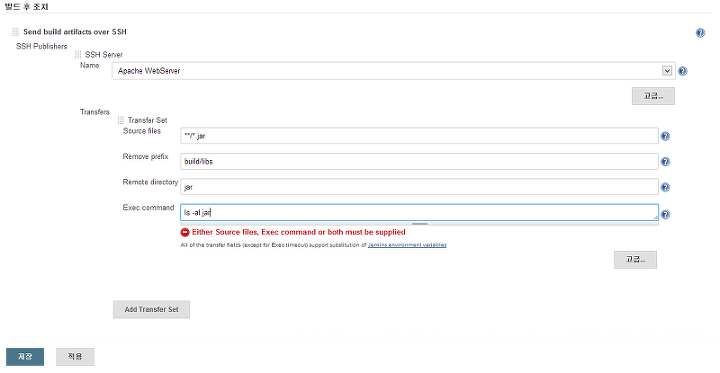 빌드 후 조치
Send build artifacts over SSH
SSH Publishers
SSH Server
Name
Apache WebServer
고급...
Transfers
Transfer Set
Source files
**/*.jar
Remove prefix
build/libs
Remote directory
jar
Exec command
ls -al jar
Either Source files, Exec command or both must be supplied
All of the transfer fields (except for Exec timeout) support substitution of Jenkins environment variables
고급...
Add Transfer Set
저장
적용